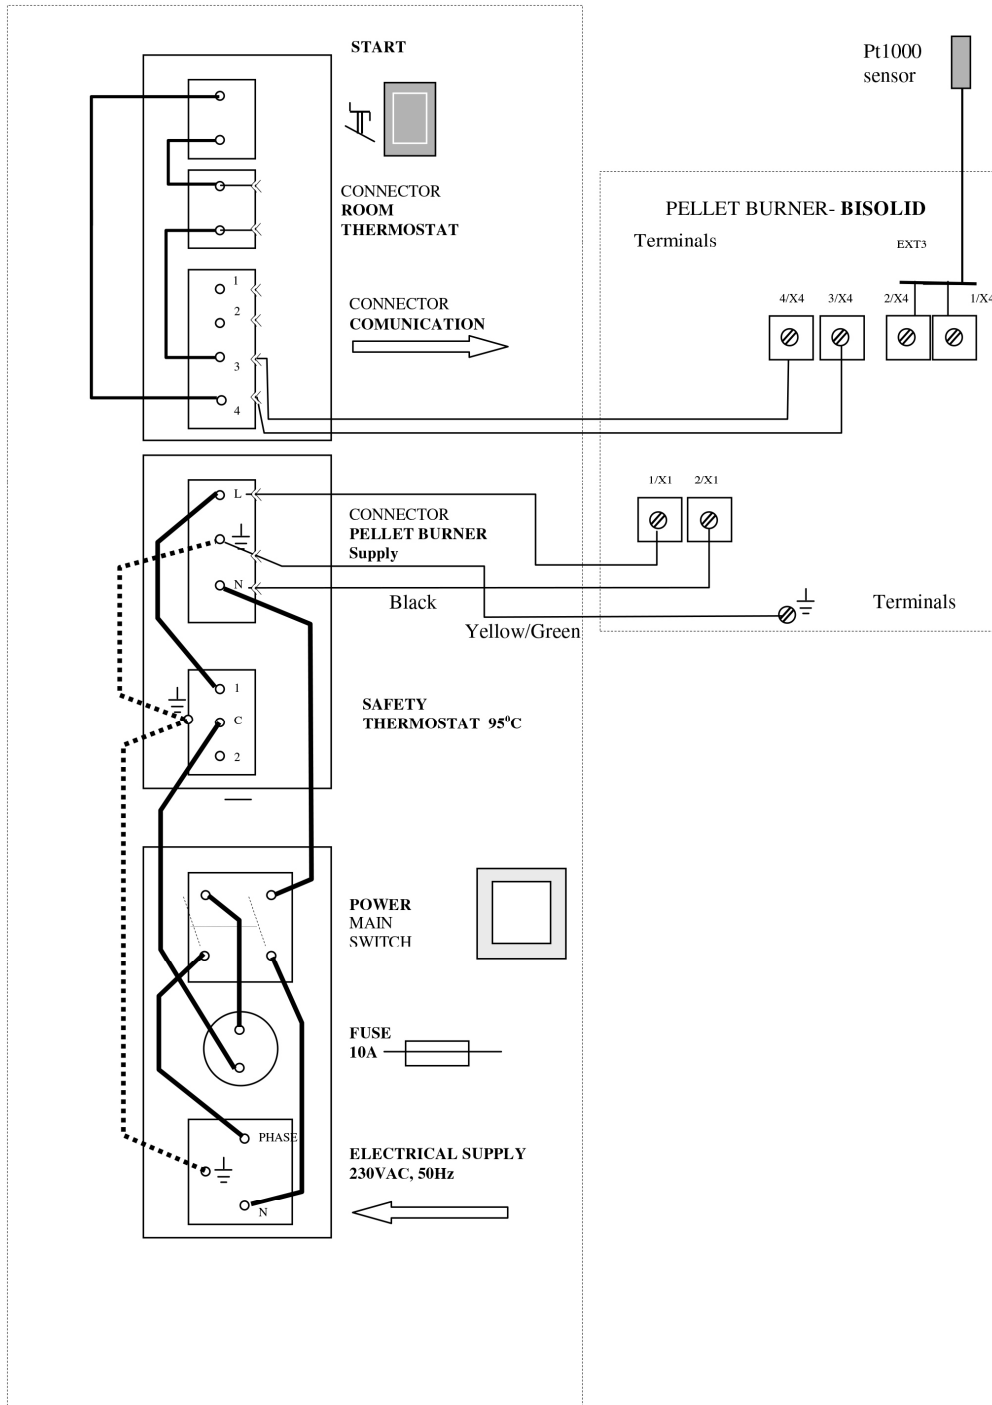 START
Pt1000
sensor
CONNECTOR
ROOM
THERMOSTAT
PELLET BURNER- BISOLID
Terminals
EXT3
1
2
3
4
CONNECTOR
COMUNICATION
4/X4
3/X4
2/X4
1/X4
L
N
CONNECTOR
PELLET BURNER
Supply
1/X1
2/X1
Black
Yellow/Green
Terminals
1
C
2
SAFETY
THERMOSTAT 95⁰C
POWER
MAIN
SWITCH
FUSE
10A
PHASE
N
ELECTRICAL SUPPLY
230VAC, 50Hz